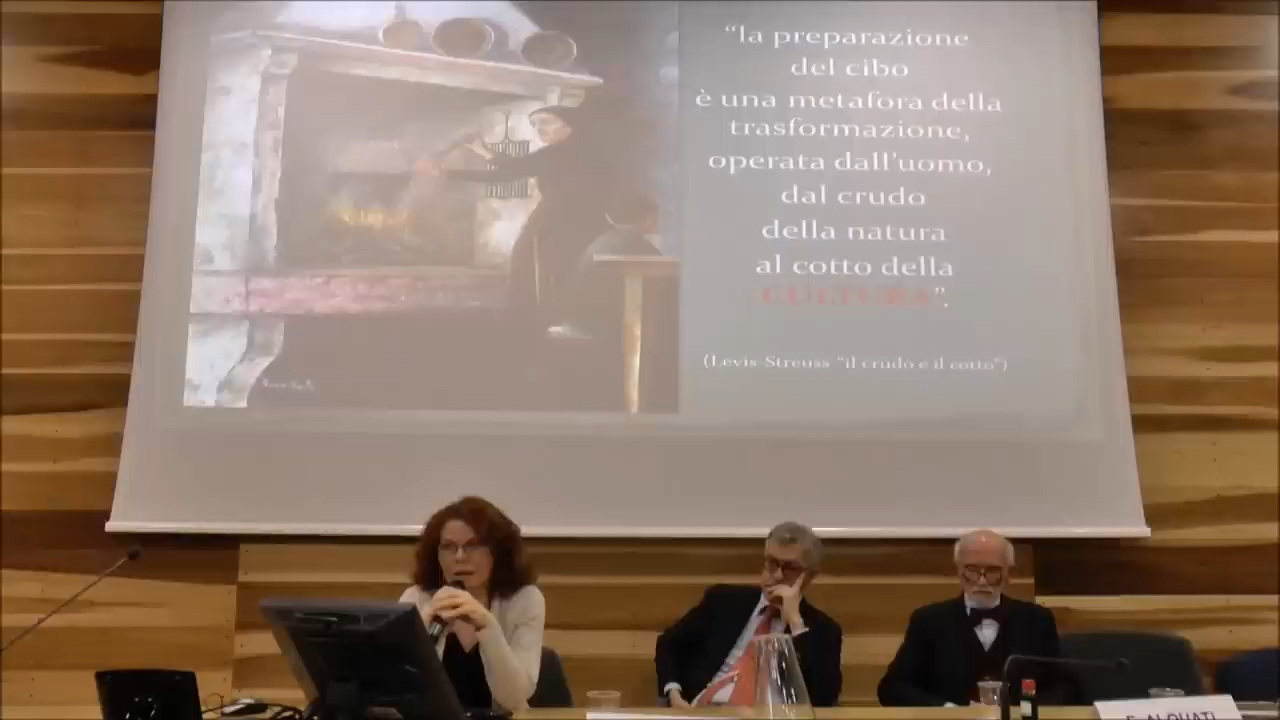 “la preparazione
del cibo
è una metafora della
trasformazione,
operata dall’uomo,
dal crudo
della natura
al cotto della
CULTURA”.
(Levis-Streuss “il crudo e il cotto”)
F. ALQUATI